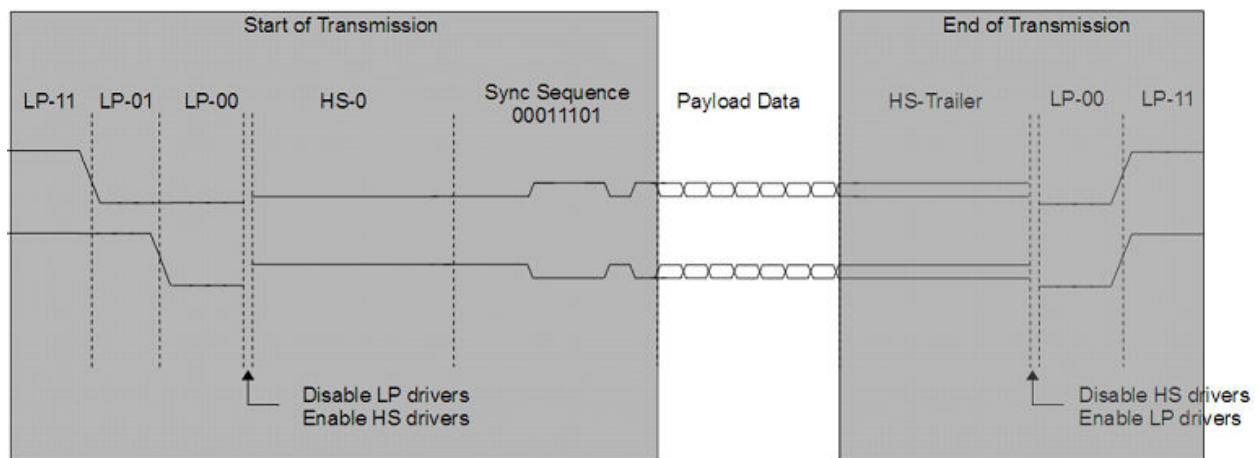 Start of Transmission
End of Transmission
LP-11
LP-01
LP-00
HS-0
Sync Sequence
00011101
Payload Data
HS-Trailer
LP-00
LP-11
Disable LP drivers
Enable HS drivers
Disable HS drivers
Enable LP drivers